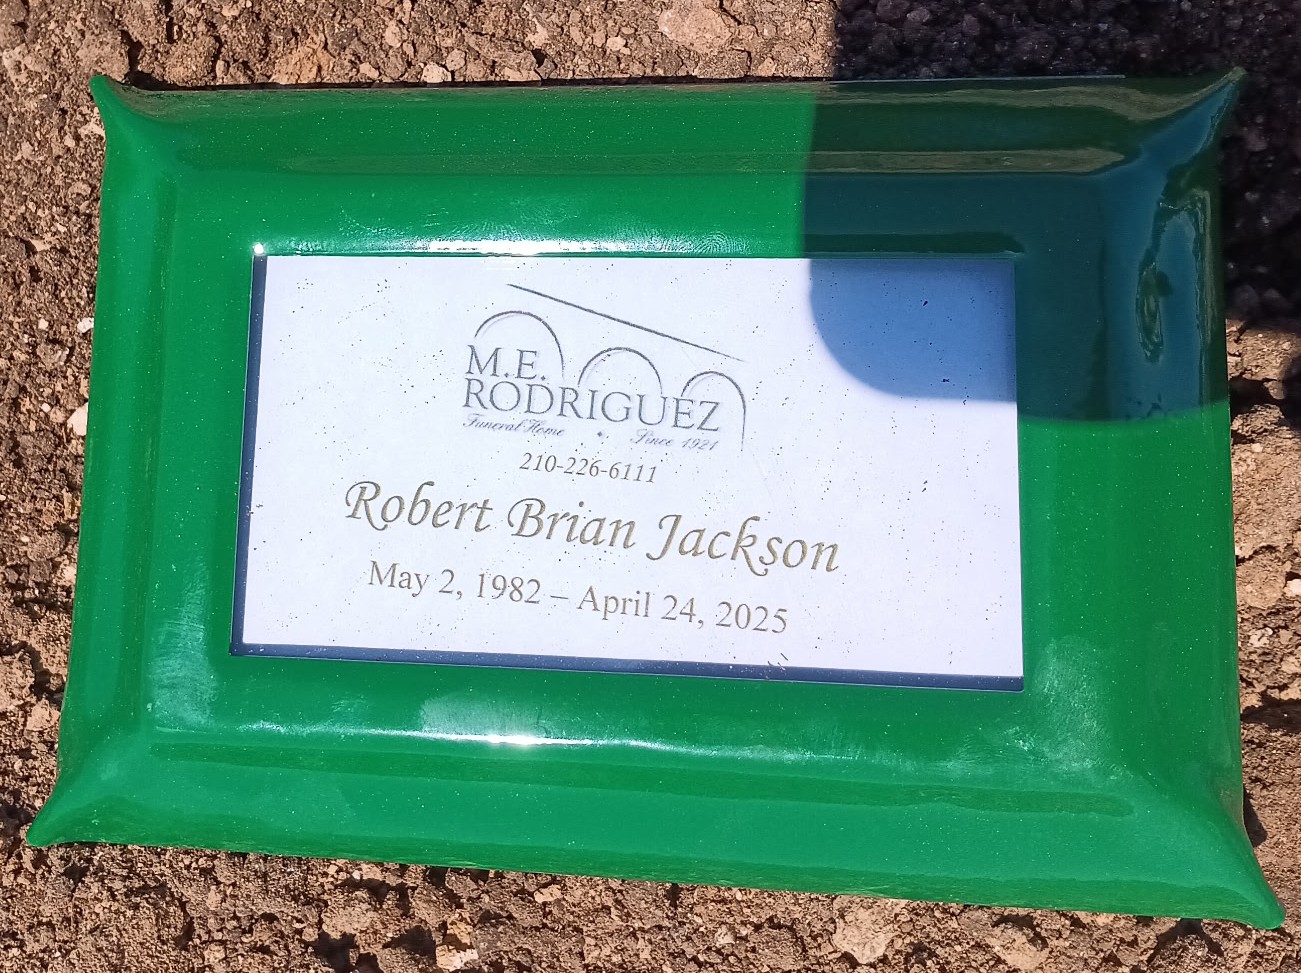 M.E.
RODRIGUEZ
Funeral Home • Since 1921
210-226-6111
Robert Brian Jackson
May 2, 1982 – April 24, 2025